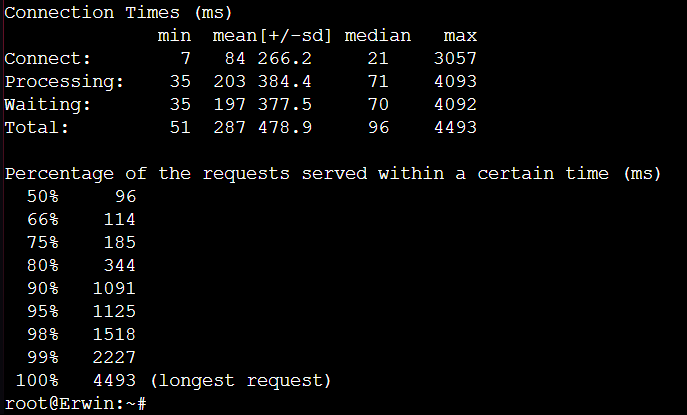 Connection Times (ms)
              min  mean[+/-sd] median   max
Connect:        7   84 266.2     21    3057
Processing:    35  203 384.4     71    4093
Waiting:       35  197 377.5     70    4092
Total:         51  287 478.9     96    4493

Percentage of the requests served within a certain time (ms)
  50%     96
  66%    114
  75%    185
  80%    344
  90%   1091
  95%   1125
  98%   1518
  99%   2227
 100%   4493 (longest request)
root@Erwin:~#